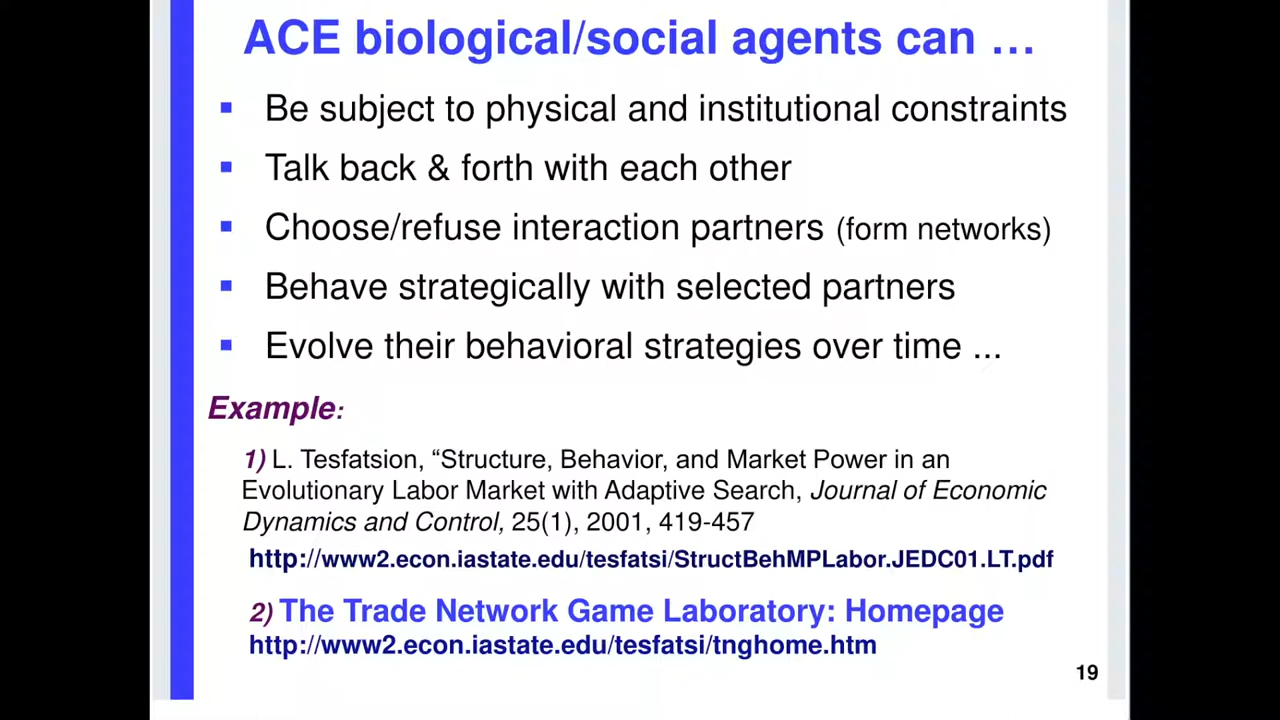 ACE biological/social agents can …
▪ Be subject to physical and institutional constraints
▪ Talk back & forth with each other
▪ Choose/refuse interaction partners (form networks)
▪ Behave strategically with selected partners
▪ Evolve their behavioral strategies over time ...
Example:
1) L. Tesfatsion, “Structure, Behavior, and Market Power in an
Evolutionary Labor Market with Adaptive Search, Journal of Economic
Dynamics and Control, 25(1), 2001, 419-457
http://www2.econ.iastate.edu/tesfatsi/StructBehMPLabor.JEDC01.LT.pdf
2) The Trade Network Game Laboratory: Homepage
http://www2.econ.iastate.edu/tesfatsi/tnghome.htm
19